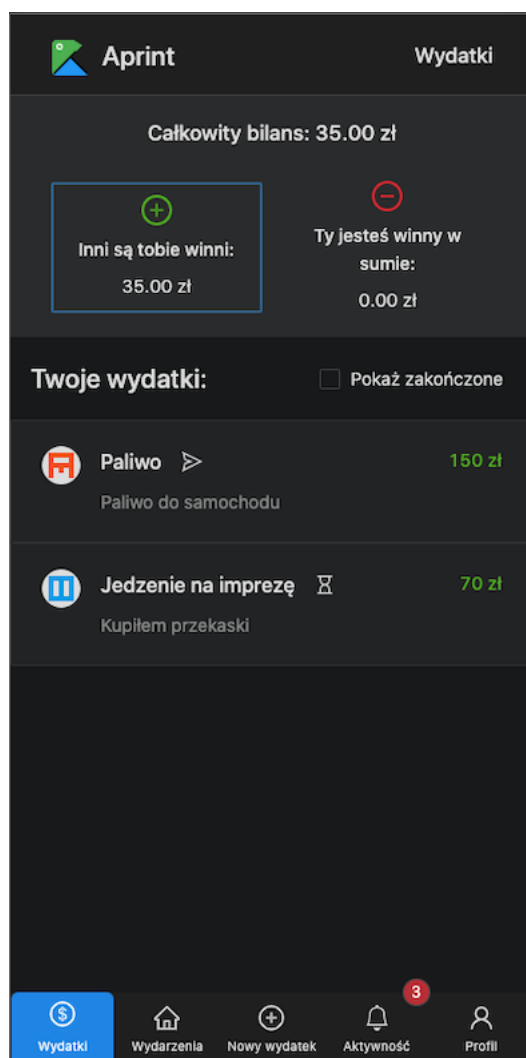 Aprint
Wydatki
Całkowity bilans: 35.00 zł
Inni są tobie winni:
35.00 zł
Ty jesteś winny w
sumie:
0.00 zł
Twoje wydatki:
Pokaż zakończone
Paliwo
150 zł
Paliwo do samochodu
Jedzenie na imprezę
70 zł
Kupiłem przekaski
3
Wydatki
Wydarzenia
Nowy wydatek
Aktywność
Profil